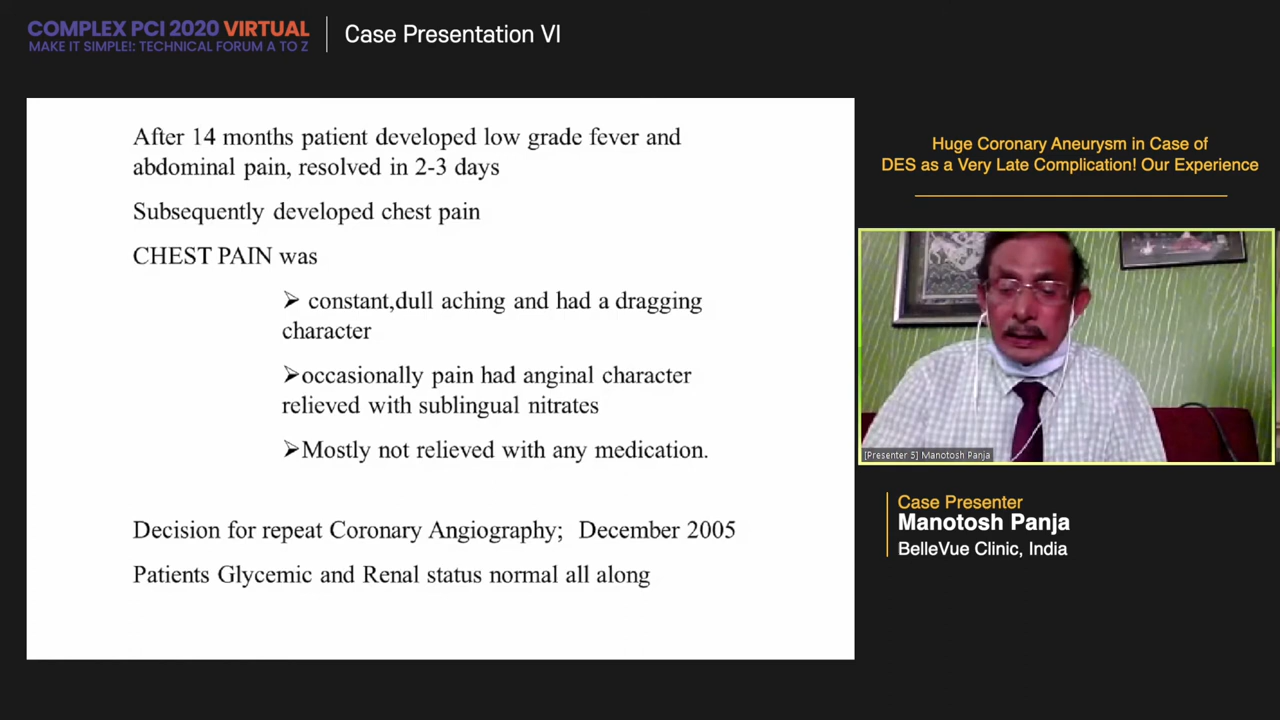 COMPLEX PCI 2020 VIRTUAL
MAKE IT SIMPLE!: TECHNICAL FORUM A TO Z
Case Presentation VI
After 14 months patient developed low grade fever and
abdominal pain, resolved in 2-3 days
Subsequently developed chest pain
CHEST PAIN was
➢ constant,dull aching and had a dragging
character
➢occasionally pain had anginal character
relieved with sublingual nitrates
➢Mostly not relieved with any medication.
Decision for repeat Coronary Angiography; December 2005
Patients Glycemic and Renal status normal all along
Huge Coronary Aneurysm in Case of
DES as a Very Late Complication! Our Experience
[Presenter 5] Manotosh Panja
Case Presenter
Manotosh Panja
BelleVue Clinic, India